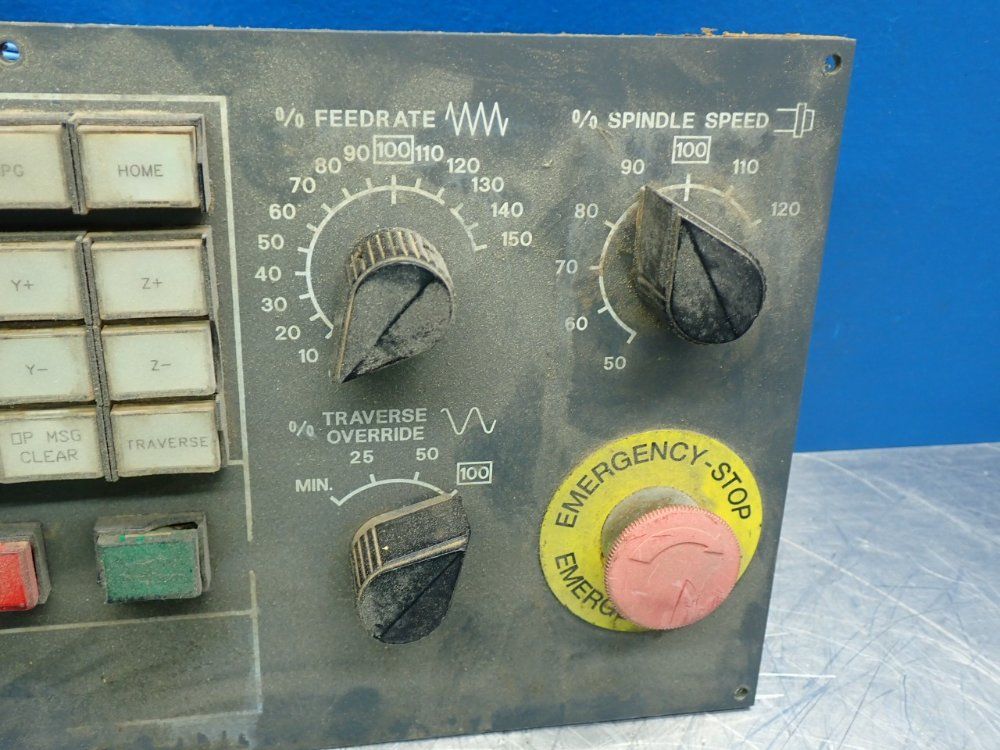 % FEEDRATE
10 20 30 40 50 60 70 80 90 100 110 120 130 140 150
% SPINDLE SPEED
50 60 70 80 90 100 110 120
PG
HOME
Y+
Z+
Y-
Z-
OP MSG
CLEAR
TRAVERSE
% TRAVERSE
OVERRIDE
MIN. 25 50 100
EMERGENCY-STOP
EMERG